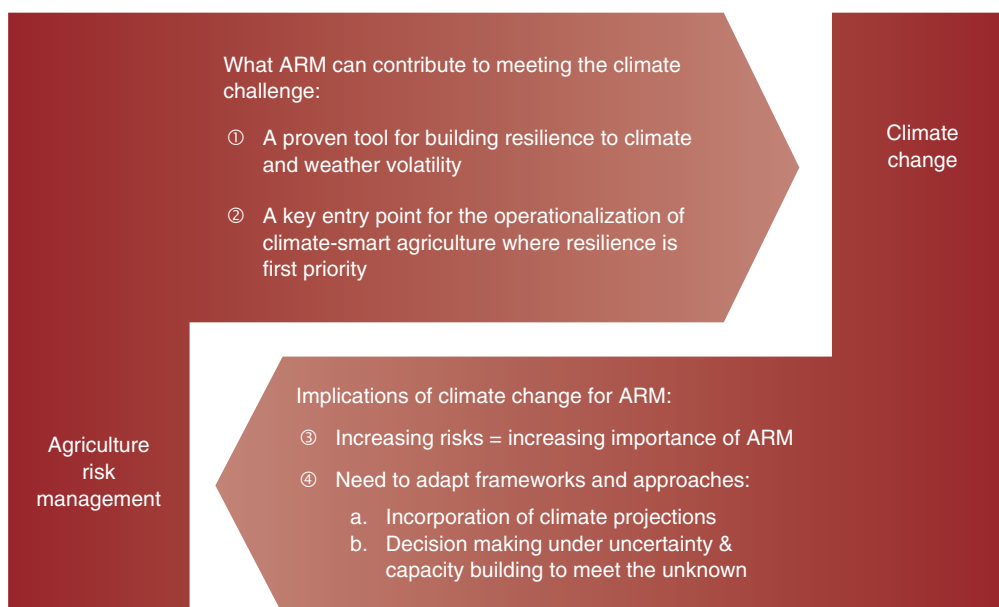 What ARM can contribute to meeting the climate
challenge:
① A proven tool for building resilience to climate
and weather volatility
② A key entry point for the operationalization of
climate-smart agriculture where resilience is
first priority
Climate
change
Agriculture
risk
management
Implications of climate change for ARM:
③ Increasing risks = increasing importance of ARM
④ Need to adapt frameworks and approaches:
a. Incorporation of climate projections
b. Decision making under uncertainty &
capacity building to meet the unknown